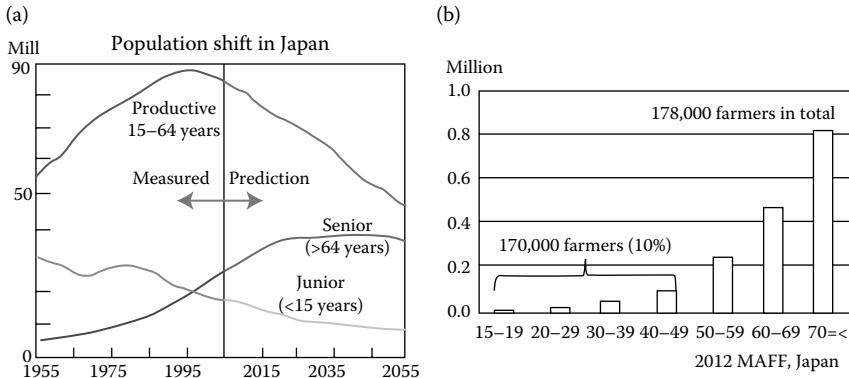 (a)
Population shift in Japan
Mill
90
50
0
Productive
15–64 years
Measured
Prediction
Senior
(>64 years)
Junior
(<15 years)
1955
1975
1995
2015
2035
2055
(b)
Million
1.0
0.8
0.6
0.4
0.2
0.0
178,000 farmers in total
170,000 farmers (10%)
15–19
20–29
30–39
40–49
50–59
60–69
70=<
2012 MAFF, Japan